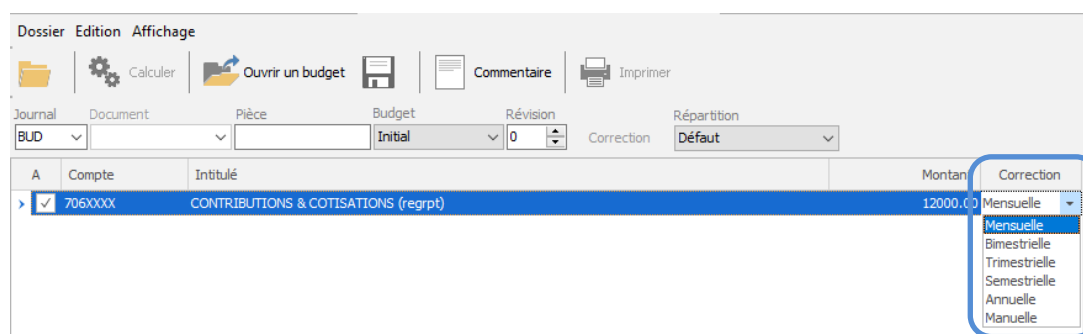 Dossier Edition Affichage
Calculer Ouvrir un budget Commentaire Imprimer
Journal Document Pièce Budget Révision Répartition
BUD Initial 0 Correction Défaut
A Compte Intitulé Montant Correction
706XXXX CONTRIBUTIONS & COTISATIONS (regrpt) 12000.00 Mensuelle
Mensuelle
Bimestrielle
Trimestrielle
Semestrielle
Annuelle
Manuelle